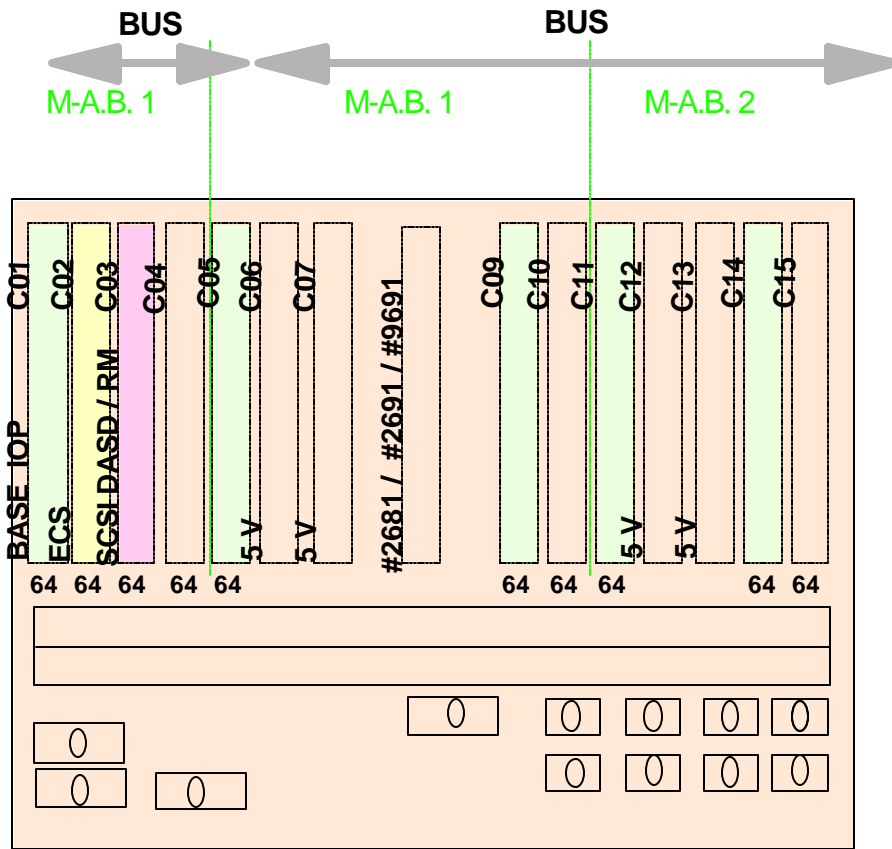 BUS
BUS
M-A.B. 1
M-A.B. 1
M-A.B. 2
C01
C02
C03
C04
C05
C06
C07
C09
C10
C11
C12
C13
C14
C15
BASE IOP
ECS
SCSI DASD / RM
5 V
5 V
#2681 / #2691 / #9691
5 V
5 V
64
64
64
64
64
64
64
64
64
64